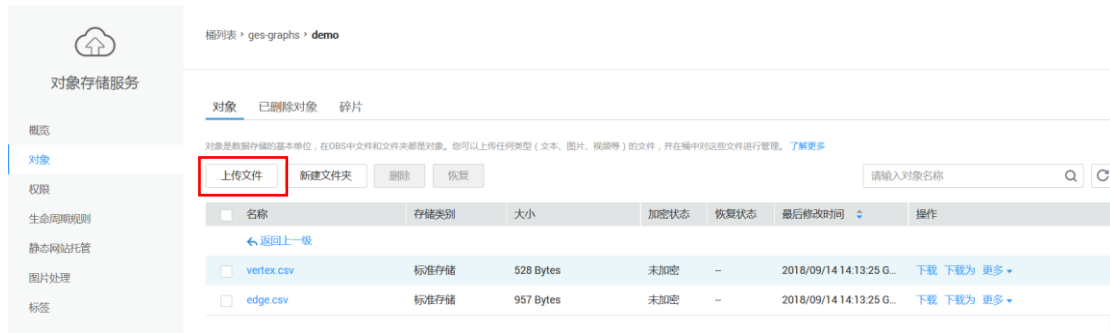 桶列表 › ges-graphs › demo
对象存储服务
对象 已删除对象 碎片
概览
对象是数据存储的基本单位，在OBS中文件和文件夹都是对象。您可以上传任何类型（文本、图片、视频等）的文件，并在桶中对这些文件进行管理。 了解更多
对象
上传文件 新建文件夹 删除 恢复 请输入对象名称
权限
名称 存储类别 大小 加密状态 恢复状态 最后修改时间 操作
生命周期规则
返回上一级
静态网站托管
vertex.csv 标准存储 528 Bytes 未加密 -- 2018/09/14 14:13:25 G... 下载 下载为 更多
图片处理
edge.csv 标准存储 957 Bytes 未加密 -- 2018/09/14 14:13:25 G... 下载 下载为 更多
标签